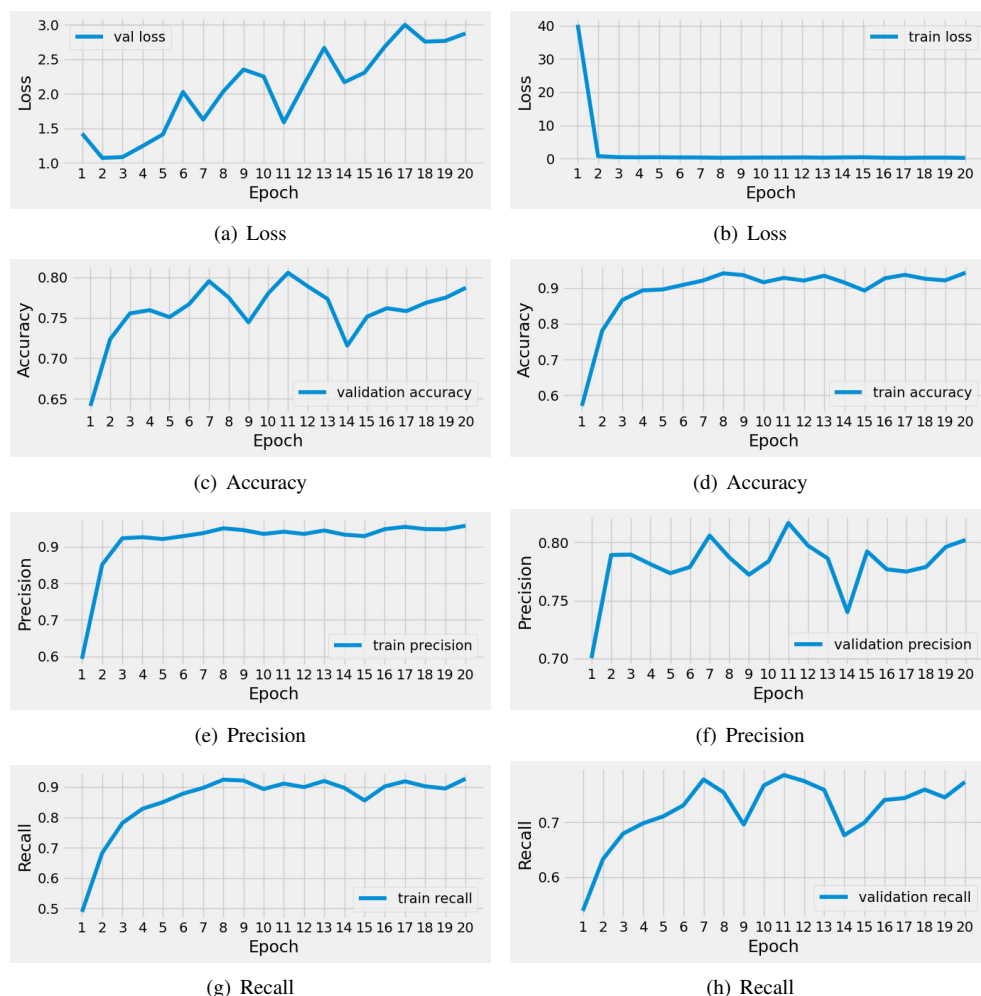 3.0
2.5
2.0
1.5
1.0
Loss
val loss
1 2 3 4 5 6 7 8 9 10 11 12 13 14 15 16 17 18 19 20
Epoch
(a) Loss
40
30
20
10
0
Loss
train loss
1 2 3 4 5 6 7 8 9 10 11 12 13 14 15 16 17 18 19 20
Epoch
(b) Loss
0.80
0.75
0.70
0.65
Accuracy
validation accuracy
1 2 3 4 5 6 7 8 9 10 11 12 13 14 15 16 17 18 19 20
Epoch
(c) Accuracy
0.9
0.8
0.7
0.6
Accuracy
train accuracy
1 2 3 4 5 6 7 8 9 10 11 12 13 14 15 16 17 18 19 20
Epoch
(d) Accuracy
0.9
0.8
0.7
0.6
Precision
train precision
1 2 3 4 5 6 7 8 9 10 11 12 13 14 15 16 17 18 19 20
Epoch
(e) Precision
0.80
0.75
0.70
Precision
validation precision
1 2 3 4 5 6 7 8 9 10 11 12 13 14 15 16 17 18 19 20
Epoch
(f) Precision
0.9
0.8
0.7
0.6
0.5
Recall
train recall
1 2 3 4 5 6 7 8 9 10 11 12 13 14 15 16 17 18 19 20
Epoch
(g) Recall
0.7
0.6
Recall
validation recall
1 2 3 4 5 6 7 8 9 10 11 12 13 14 15 16 17 18 19 20
Epoch
(h) Recall